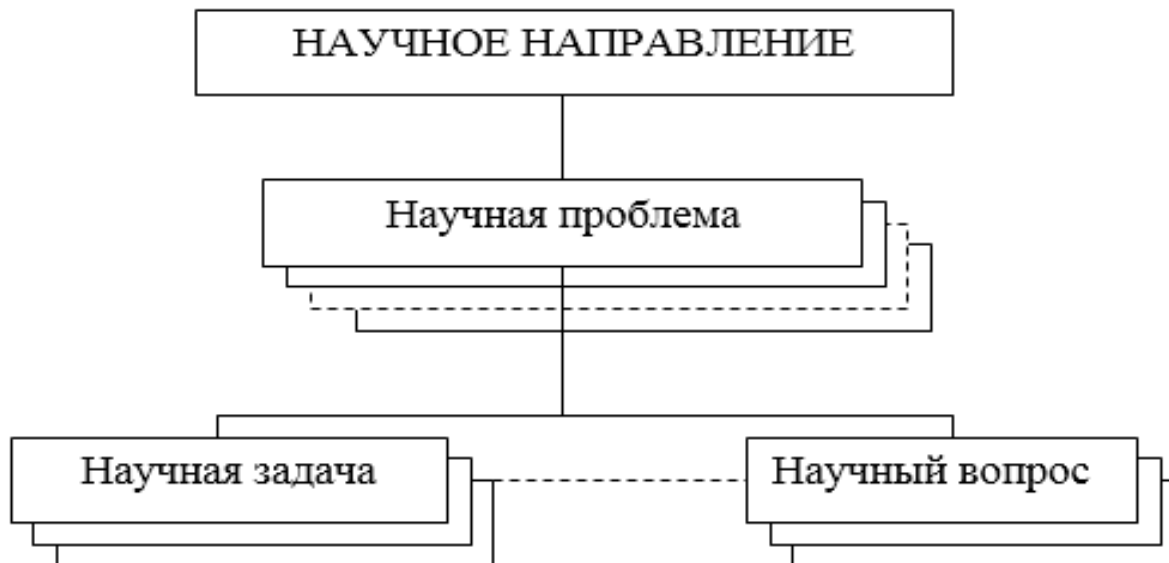 НАУЧНОЕ НАПРАВЛЕНИЕ
Научная проблема
Научная задача
Научный вопрос